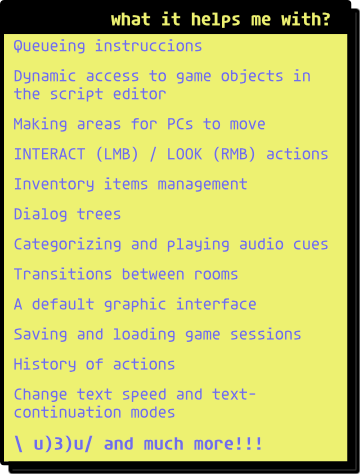 what it helps me with?
Queueing instruccions
Dynamic access to game objects in
the script editor
Making areas for PCs to move
INTERACT (LMB) / LOOK (RMB) actions
Inventory items management
Dialog trees
Categorizing and playing audio cues
Transitions between rooms
A default graphic interface
Saving and loading game sessions
History of actions
Change text speed and text-
continuation modes
\ u)3)u/ and much more!!!